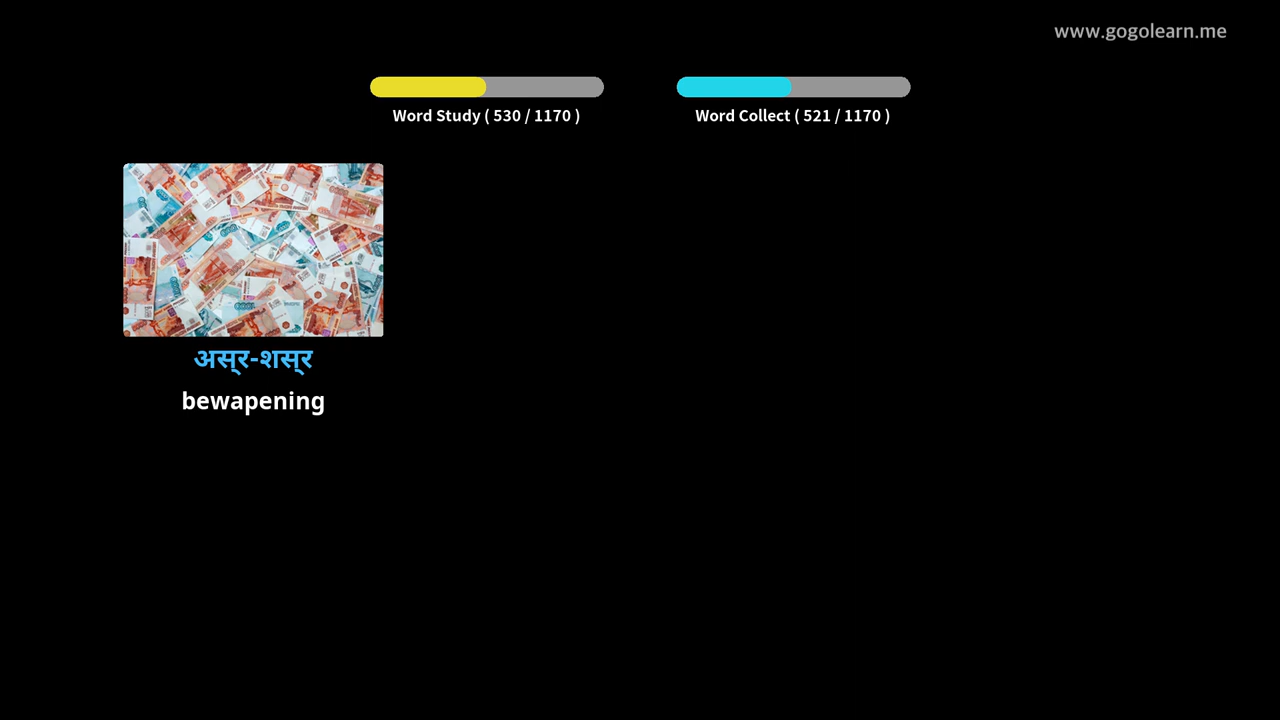 www.gogolearn.me
Word Study ( 530 / 1170 )
Word Collect ( 521 / 1170 )
अस्र-शस्र
bewapening